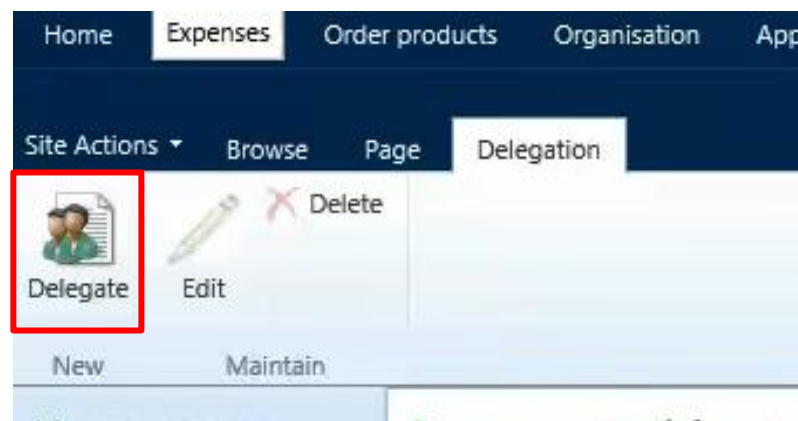 Home Expenses Order products Organisation App
Site Actions Browse Page Delegation
Delete
Delegate Edit
New Maintain